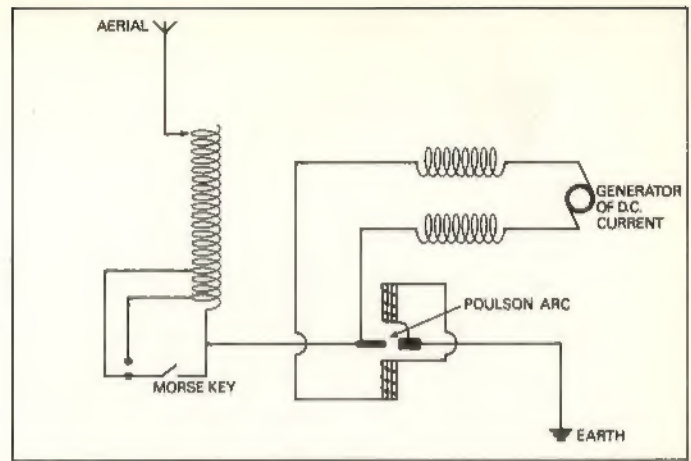 AERIAL
GENERATOR
OF D.C.
CURRENT
POULSON ARC
MORSE KEY
EARTH